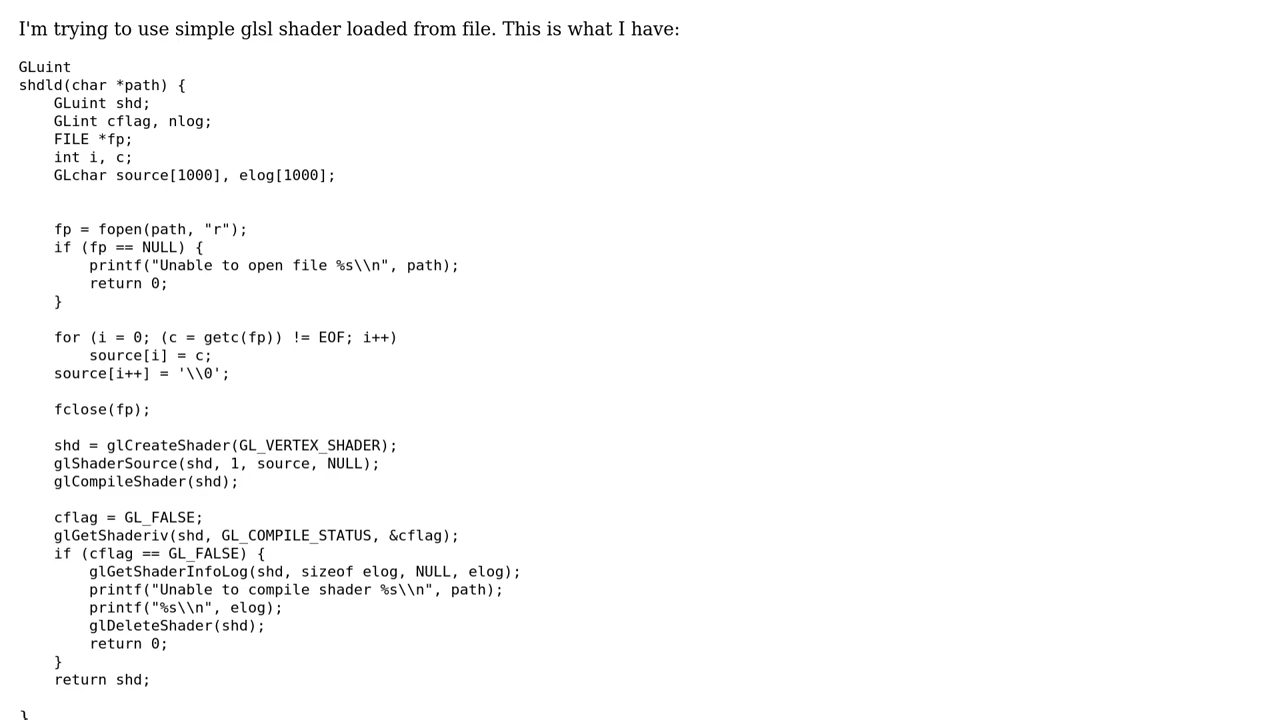 I'm trying to use simple glsl shader loaded from file. This is what I have:
GLuint
shdld(char *path) {
    GLuint shd;
    GLint cflag, nlog;
    FILE *fp;
    int i, c;
    GLchar source[1000], elog[1000];
    fp = fopen(path, "r");
    if (fp == NULL) {
        printf("Unable to open file %s\\n", path);
        return 0;
    }
    for (i = 0; (c = getc(fp)) != EOF; i++)
        source[i] = c;
    source[i++] = '\\0';
    fclose(fp);
    shd = glCreateShader(GL_VERTEX_SHADER);
    glShaderSource(shd, 1, source, NULL);
    glCompileShader(shd);
    cflag = GL_FALSE;
    glGetShaderiv(shd, GL_COMPILE_STATUS, &cflag);
    if (cflag == GL_FALSE) {
        glGetShaderInfoLog(shd, sizeof elog, NULL, elog);
        printf("Unable to compile shader %s\\n", path);
        printf("%s\\n", elog);
        glDeleteShader(shd);
        return 0;
    }
    return shd;
}